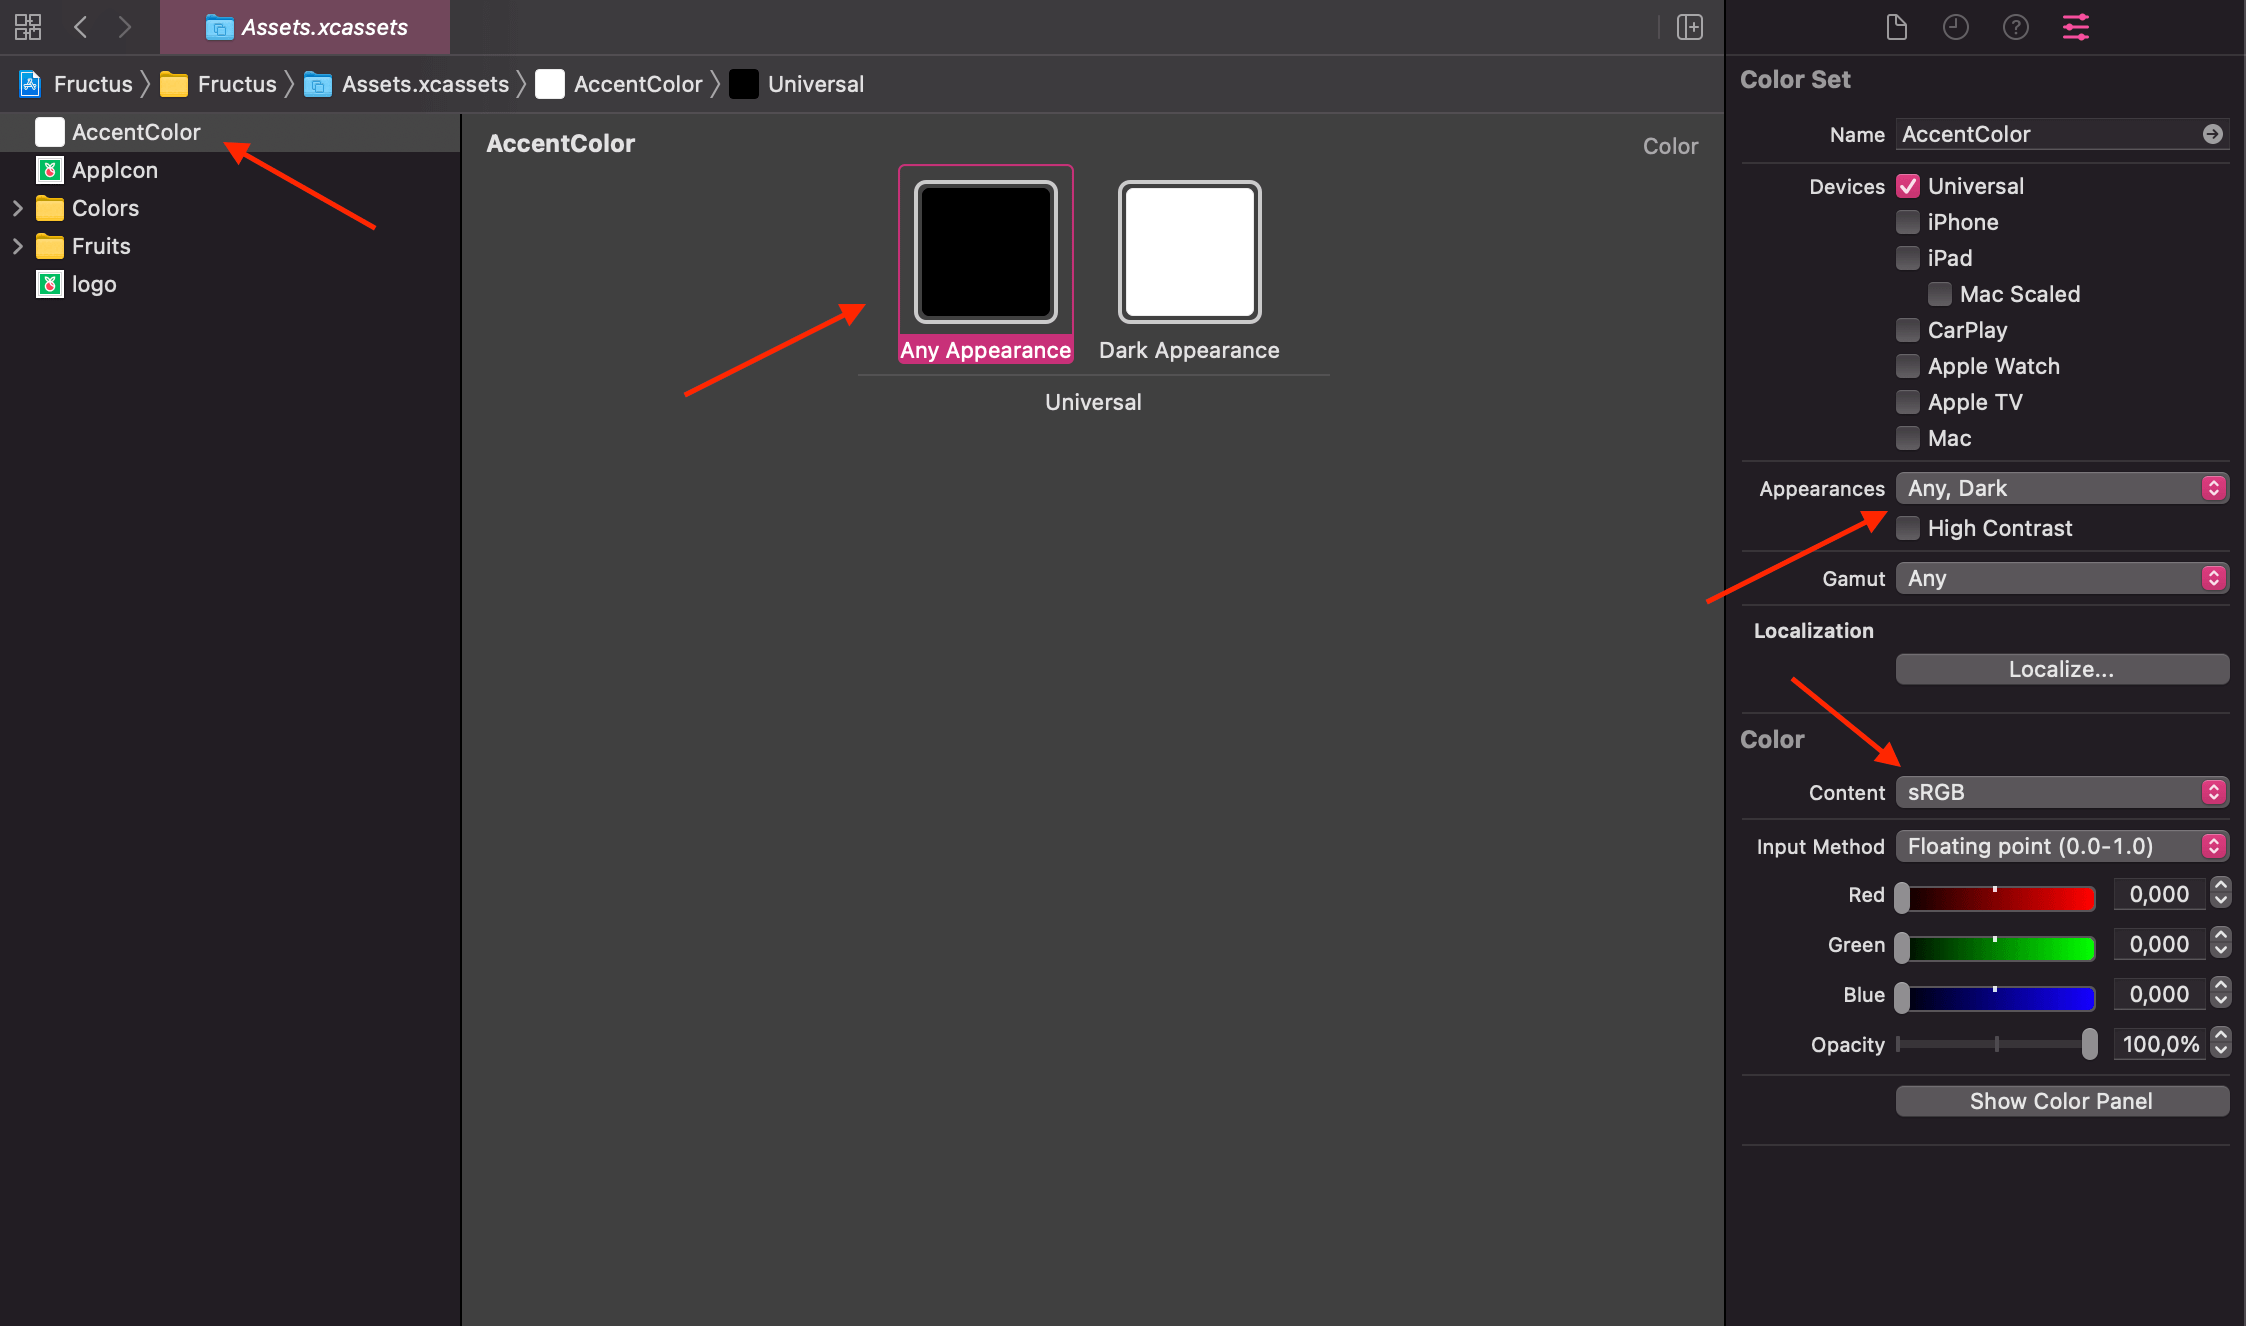 Assets.xcassets
Fructus
Fructus
Assets.xcassets
AccentColor
Universal
AccentColor
AppIcon
Colors
Fruits
logo
AccentColor
Color
Any Appearance
Dark Appearance
Universal
Color Set
Name AccentColor
Devices Universal
iPhone
iPad
Mac Scaled
CarPlay
Apple Watch
Apple TV
Mac
Appearances Any, Dark
High Contrast
Gamut Any
Localization
Localize...
Color
Content sRGB
Input Method Floating point (0.0-1.0)
Red 0,000
Green 0,000
Blue 0,000
Opacity 100,0%
Show Color Panel